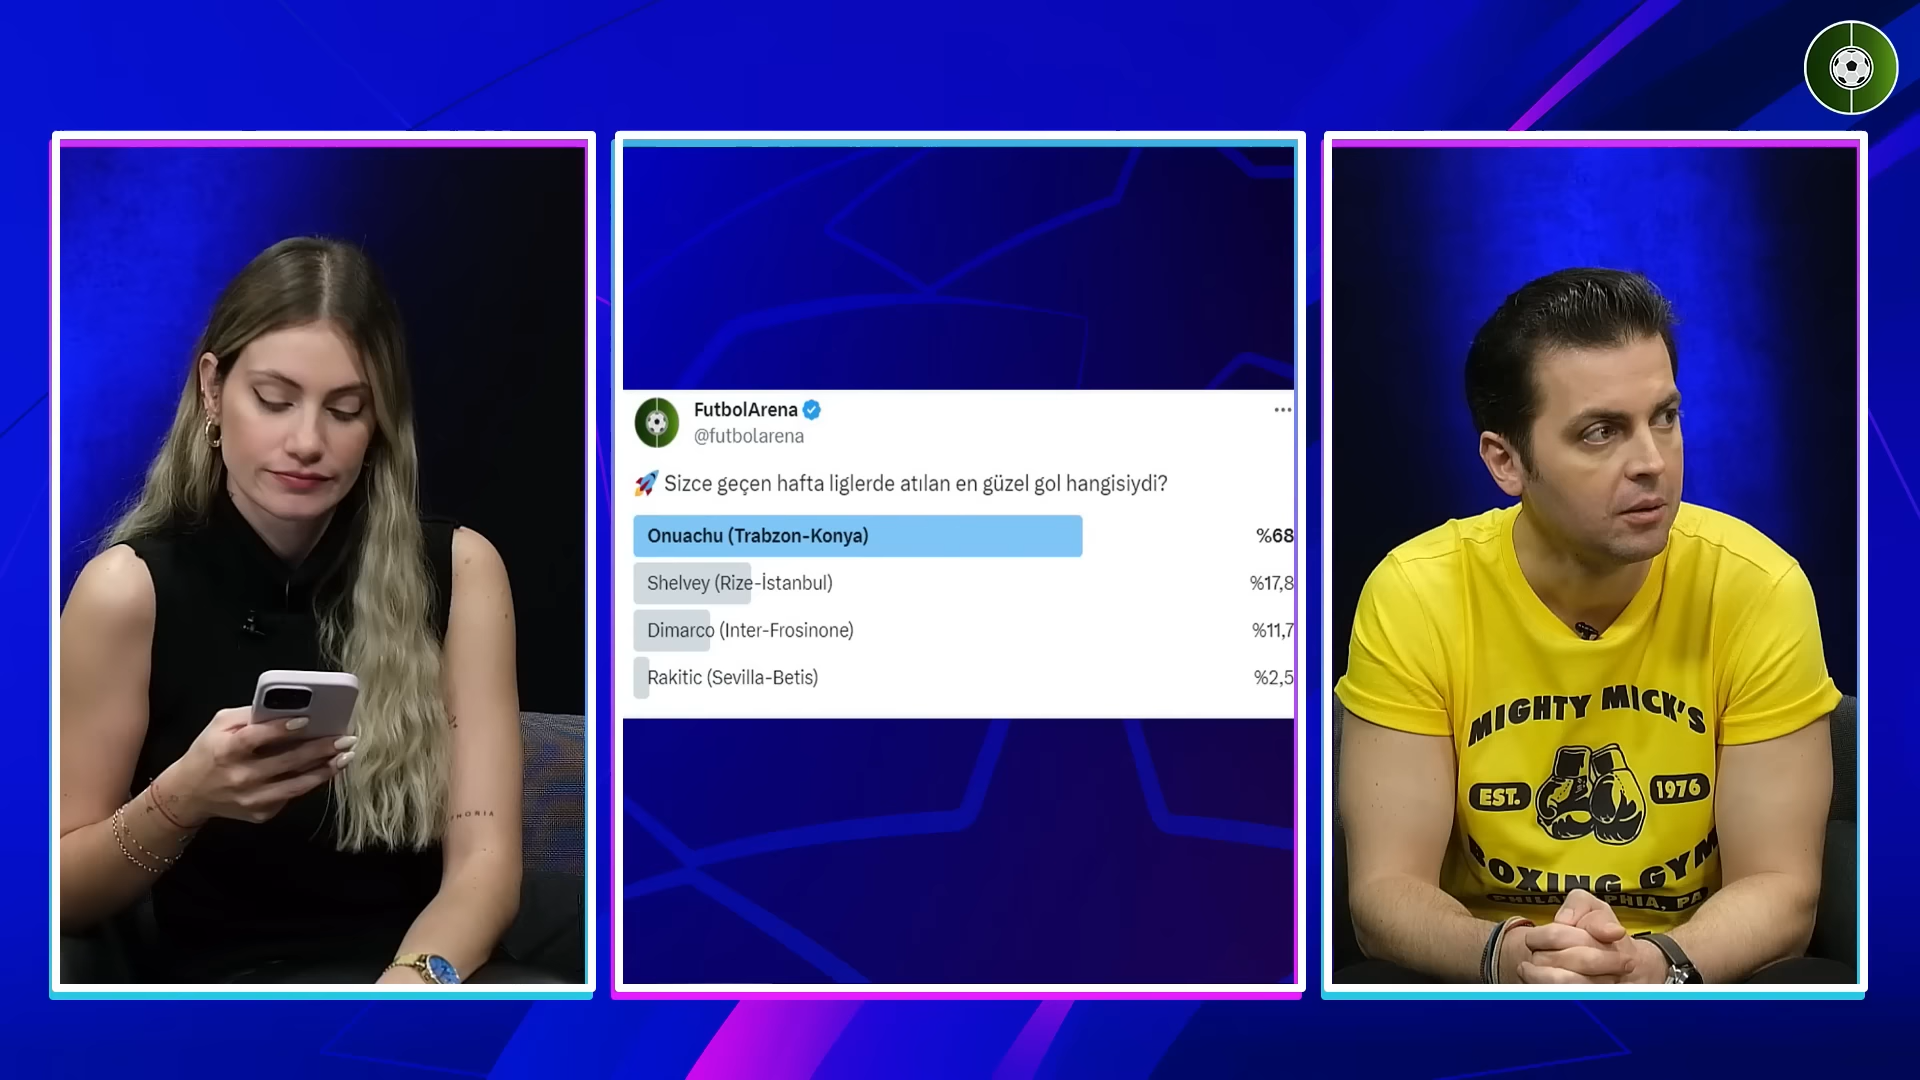 FutbolArena
@futbolarena
Sizce geçen hafta liglerde atılan en güzel gol hangisiydi?
Onuachu (Trabzon-Konya) %68
Shelvey (Rize-İstanbul) %17,8
Dimarco (Inter-Frosinone) %11,7
Rakitic (Sevilla-Betis) %2,5
MIGHTY MICK'S
EST. 1976
BOXING GYM